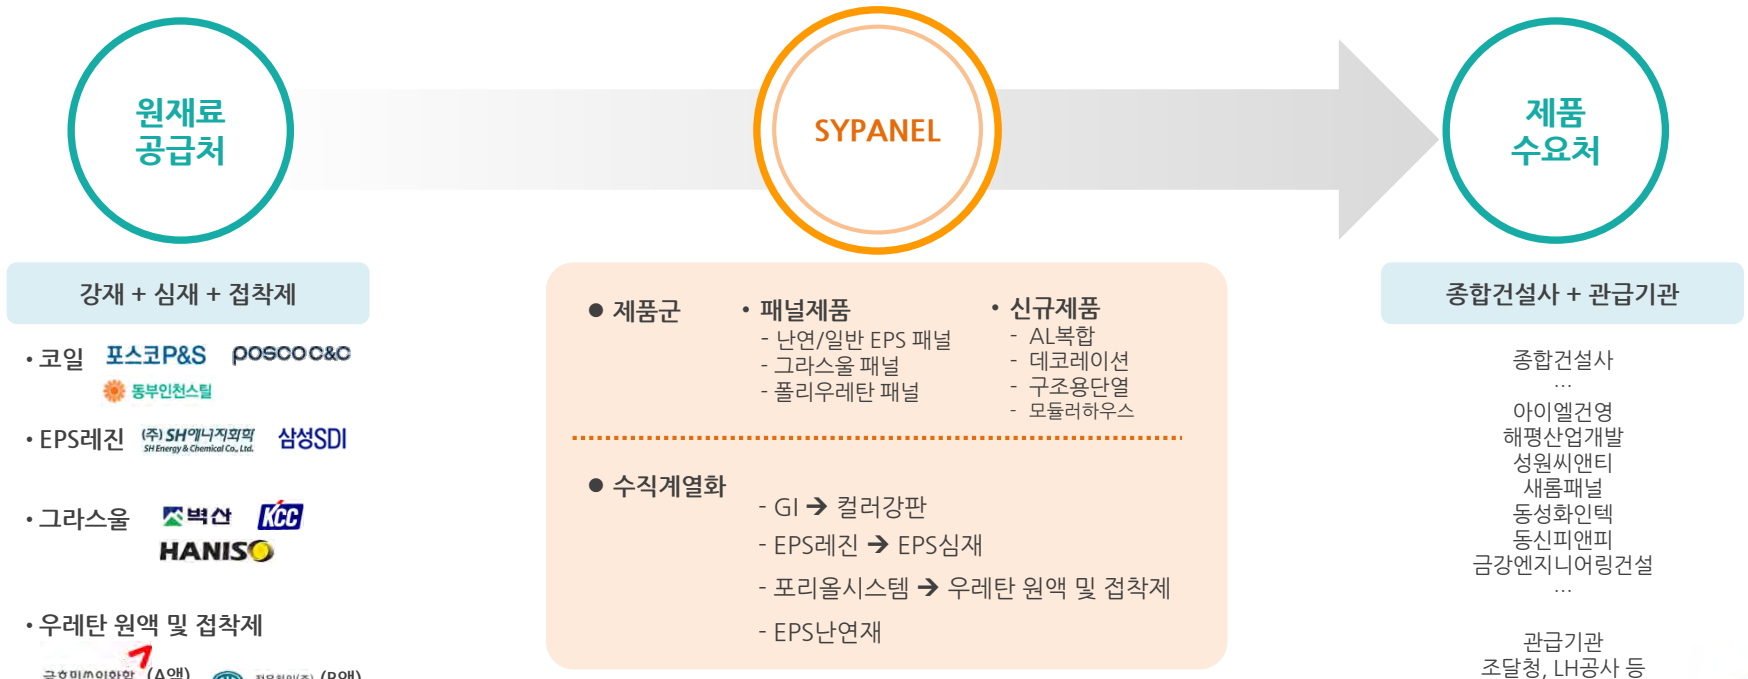 원재료
공급처
SYPANEL
제품
수요처
강재 + 심재 + 접착제
• 코일 포스코P&S posco C&C
동부인천스틸
• EPS레진 (주)SH에너지화학 삼성SDI
SH Energy & Chemical Co., Ltd.
• 그라스울 벽산 KCC
HANISO
• 우레탄 원액 및 접착제
금호미쓰이화학 (A액) (B액)
● 제품군
• 패널제품
- 난연/일반 EPS 패널
- 그라스울 패널
- 폴리우레탄 패널
• 신규제품
- AL복합
- 데코레이션
- 구조용단열
- 모듈러하우스
● 수직계열화
- GI ➔ 컬러강판
- EPS레진 ➔ EPS심재
- 포리올시스템 ➔ 우레탄 원액 및 접착제
- EPS난연재
종합건설사 + 관급기관
종합건설사
…
아이엘건영
해평산업개발
성원씨앤티
새롬패널
동성화인텍
동신피앤피
금강엔지니어링건설
…
관급기관
조달청, LH공사 등